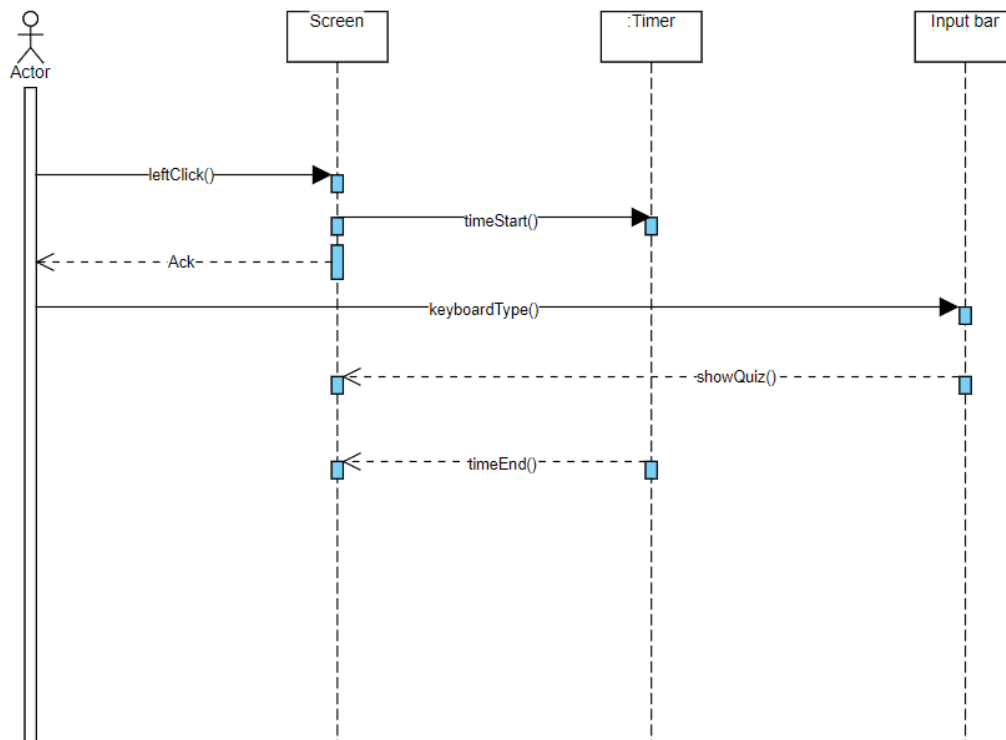 Screen
:Timer
Input bar
Actor
leftClick()
timeStart()
Ack
keyboardType()
showQuiz()
timeEnd()